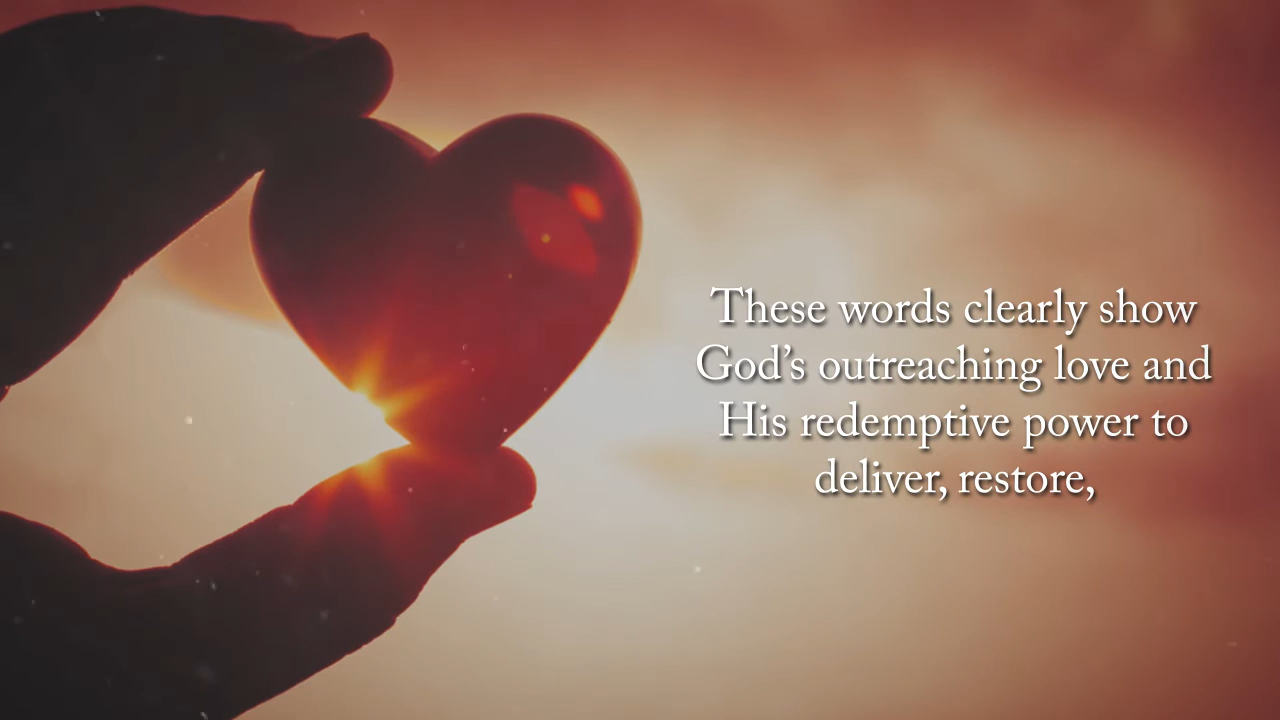 These words clearly show
God’s outreaching love and
His redemptive power to
deliver, restore,